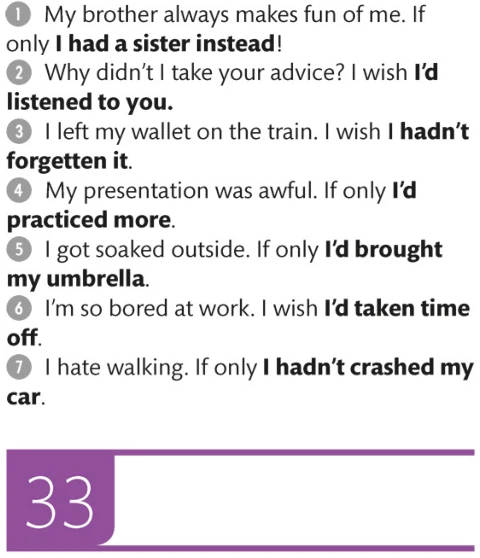 1 My brother always makes fun of me. If
only I had a sister instead!
2 Why didn't I take your advice? I wish I'd
listened to you.
3 I left my wallet on the train. I wish I hadn't
forgetten it.
4 My presentation was awful. If only I'd
practiced more.
5 I got soaked outside. If only I'd brought
my umbrella.
6 I'm so bored at work. I wish I'd taken time
off.
7 I hate walking. If only I hadn't crashed my
car.
33